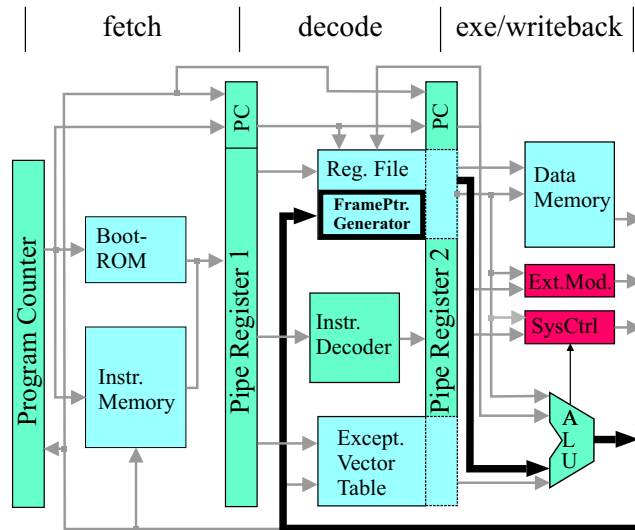 fetch
decode
exe/writeback
Program Counter
Boot-
ROM
Instr.
Memory
PC
Pipe Register 1
Reg. File
FramePtr.
Generator
Instr.
Decoder
Except.
Vector
Table
PC
Pipe Register 2
Data
Memory
Ext.Mod.
SysCtrl
A
L
U